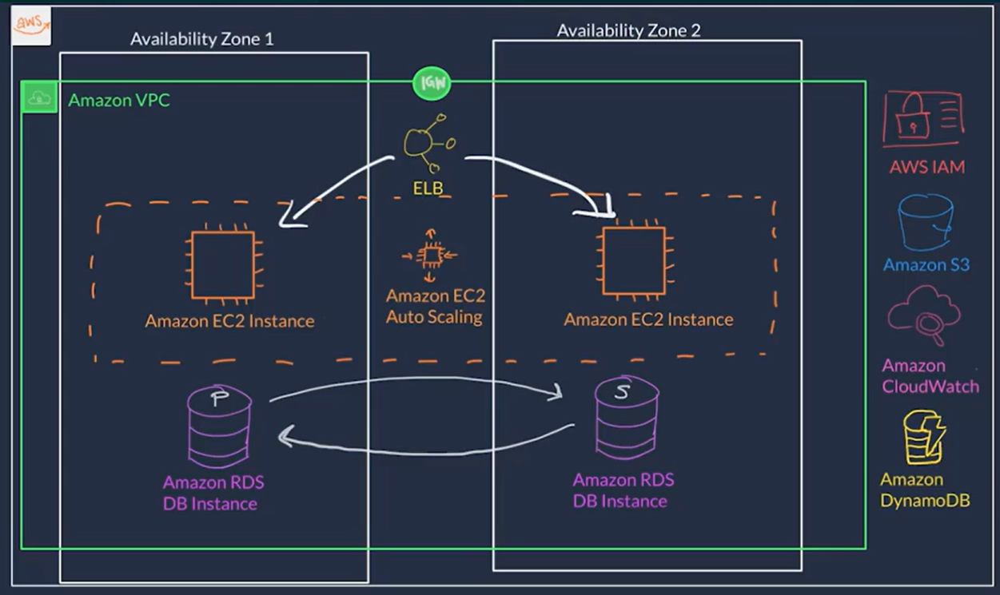 aws
Availability Zone 1
Availability Zone 2
IGW
Amazon VPC
ELB
Amazon EC2
Auto Scaling
Amazon EC2 Instance
Amazon EC2 Instance
P
S
Amazon RDS
DB Instance
Amazon RDS
DB Instance
AWS IAM
Amazon S3
Amazon
CloudWatch
Amazon
DynamoDB